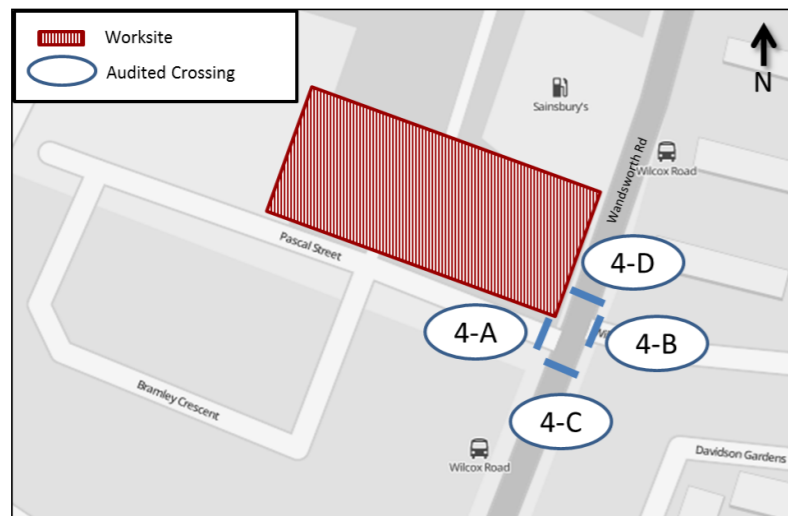 Worksite
Audited Crossing
N
Sainsbury's
Wandsworth Rd
Wilcox Road
Pascal Street
4-D
4-A
4-B
Bramley Crescent
4-C
Wilcox Road
Davidson Gardens